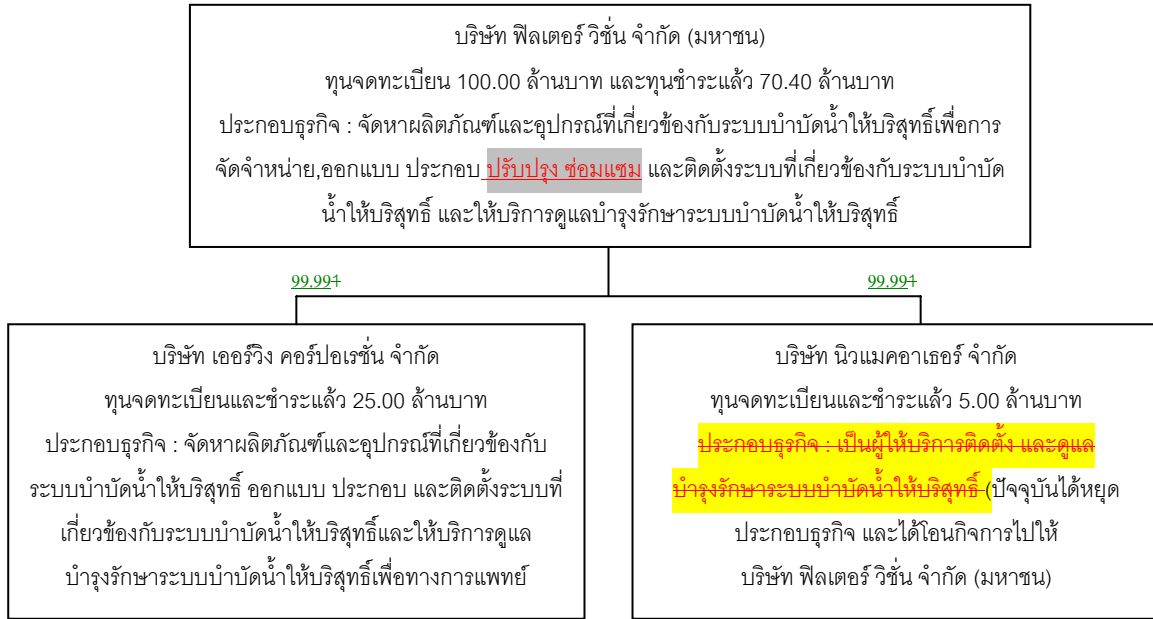 บริษัท ฟิลเตอร์ วิชั่น จำกัด (มหาชน)
ทุนจดทะเบียน 100.00 ล้านบาท และทุนชำระแล้ว 70.40 ล้านบาท
ประกอบธุรกิจ : จัดหาผลิตภัณฑ์และอุปกรณ์ที่เกี่ยวข้องกับระบบบำบัดน้ำให้บริสุทธิ์เพื่อการ
จัดจำหน่าย,ออกแบบ ประกอบ ปรับปรุง ซ่อมแซม และติดตั้งระบบที่เกี่ยวข้องกับระบบบำบัด
น้ำให้บริสุทธิ์ และให้บริการดูแลบำรุงรักษาระบบบำบัดน้ำให้บริสุทธิ์
99.991
99.991
บริษัท เออร์วิง คอร์ปอเรชั่น จำกัด
ทุนจดทะเบียนและชำระแล้ว 25.00 ล้านบาท
ประกอบธุรกิจ : จัดหาผลิตภัณฑ์และอุปกรณ์ที่เกี่ยวข้องกับ
ระบบบำบัดน้ำให้บริสุทธิ์ ออกแบบ ประกอบ และติดตั้งระบบที่
เกี่ยวข้องกับระบบบำบัดน้ำให้บริสุทธิ์และให้บริการดูแล
บำรุงรักษาระบบบำบัดน้ำให้บริสุทธิ์เพื่อทางการแพทย์
บริษัท นิวแมคอาเธอร์ จำกัด
ทุนจดทะเบียนและชำระแล้ว 5.00 ล้านบาท
ประกอบธุรกิจ : เป็นผู้ให้บริการติดตั้ง และดูแล
บำรุงรักษาระบบบำบัดน้ำให้บริสุทธิ์ (ปัจจุบันได้หยุด
ประกอบธุรกิจ และได้โอนกิจการไปให้
บริษัท ฟิลเตอร์ วิชั่น จำกัด (มหาชน)